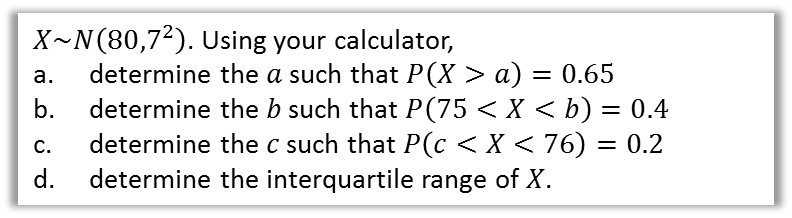 X~N(80,7²). Using your calculator,
a. determine the a such that P(X > a) = 0.65
b. determine the b such that P(75 < X < b) = 0.4
c. determine the c such that P(c < X < 76) = 0.2
d. determine the interquartile range of X.